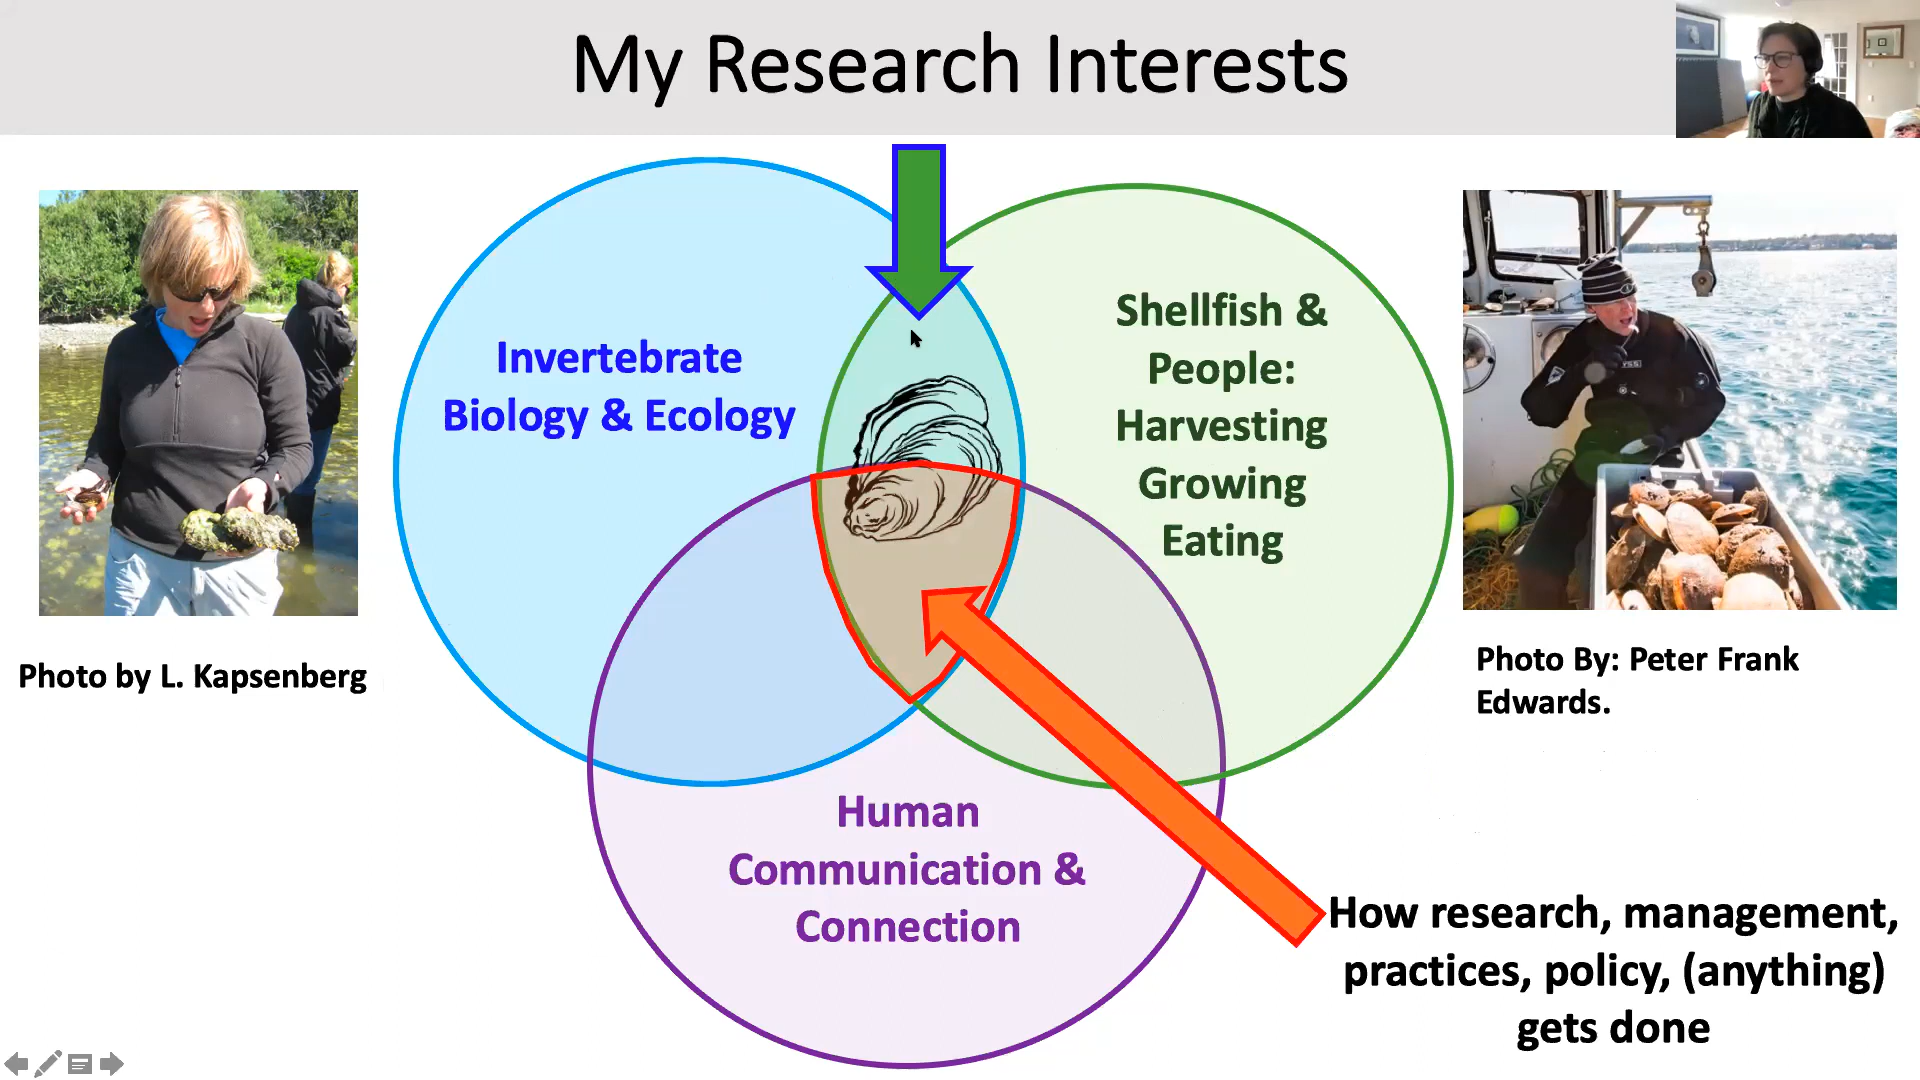 My Research Interests
Invertebrate
Biology & Ecology
Shellfish &
People:
Harvesting
Growing
Eating
Photo by L. Kapsenberg
Photo By: Peter Frank
Edwards.
Human
Communication &
Connection
How research, management,
practices, policy, (anything)
gets done